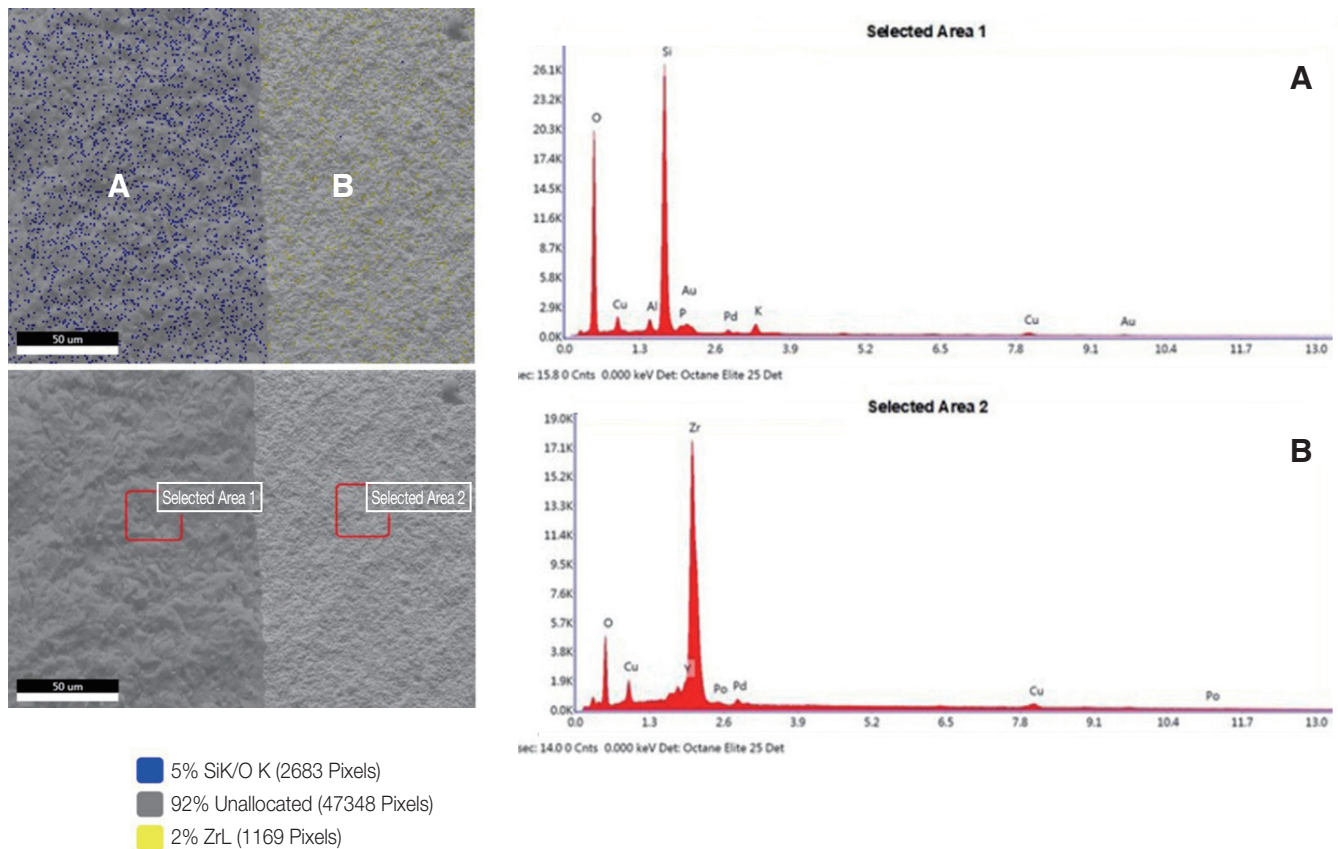 A
B
50 um
Selected Area 1
Selected Area 2
50 um
5% SiK/O K (2683 Pixels)
92% Unallocated (47348 Pixels)
2% ZrL (1169 Pixels)
Selected Area 1
A
26.1K
23.2K
20.3K
17.4K
14.5K
11.6K
8.7K
5.8K
2.9K
0.0K
O
Cu
Al
Si
P
Au
Pd
K
Cu
Au
0.0 1.3 2.6 3.9 5.2 6.5 7.8 9.1 10.4 11.7 13.0
ec: 15.8 0 Cnts 0.000 keV Det: Octane Elite 25 Det
Selected Area 2
B
19.0K
17.1K
15.2K
13.3K
11.4K
9.5K
7.6K
5.7K
3.8K
1.9K
0.0K
O
Cu
Y
Zr
Po
Pd
Cu
Po
0.0 1.3 2.6 3.9 5.2 6.5 7.8 9.1 10.4 11.7 13.0
sec: 14.0 0 Cnts 0.000 keV Det: Octane Elite 25 Det